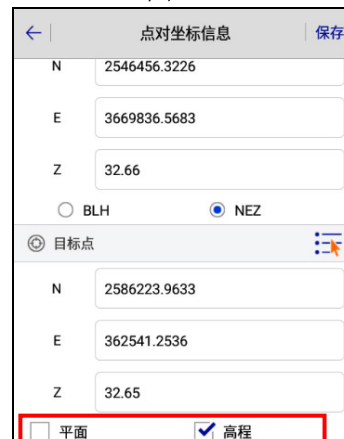 点对坐标信息 保存
N 2546456.3226
E 3669836.5683
Z 32.66
BLH NEZ
目标点
N 2586223.9633
E 362541.2536
Z 32.65
平面 高程